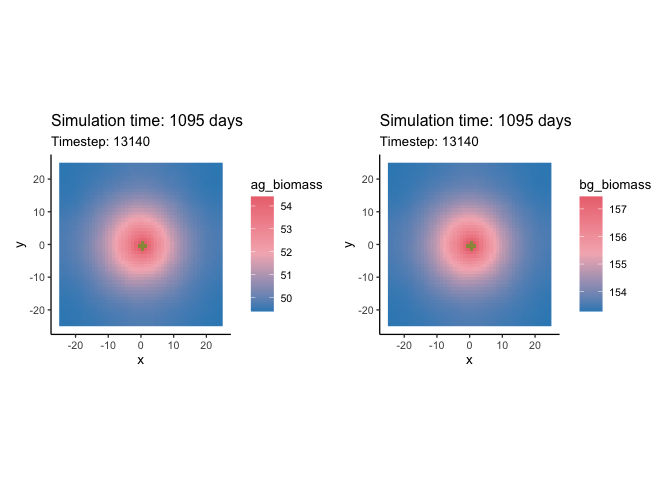 Simulation time: 1095 days
Timestep: 13140
20
10
0
-10
-20
y
-20 -10 0 10 20
x
ag_biomass
54
53
52
51
50
Simulation time: 1095 days
Timestep: 13140
20
10
0
-10
-20
y
-20 -10 0 10 20
x
bg_biomass
157
156
155
154